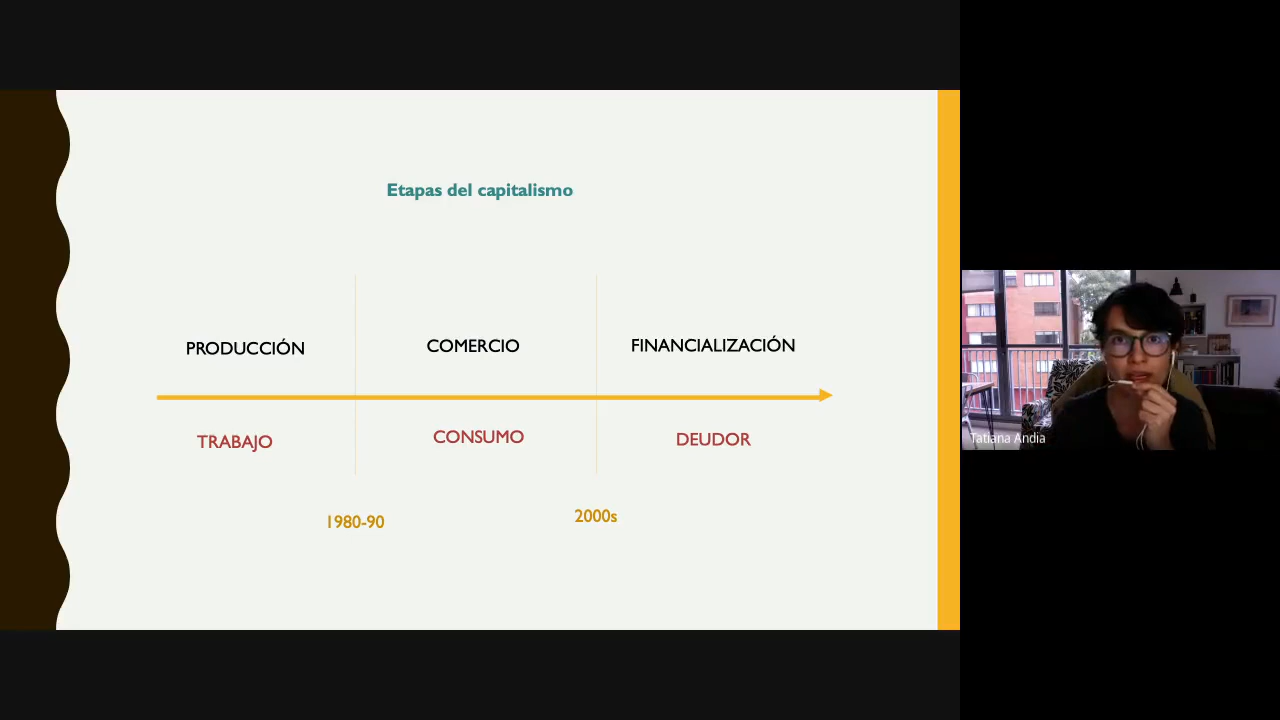 Etapas del capitalismo
PRODUCCIÓN
COMERCIO
FINANCIALIZACIÓN
TRABAJO
CONSUMO
DEUDOR
1980-90
2000s
Tatiana Andia